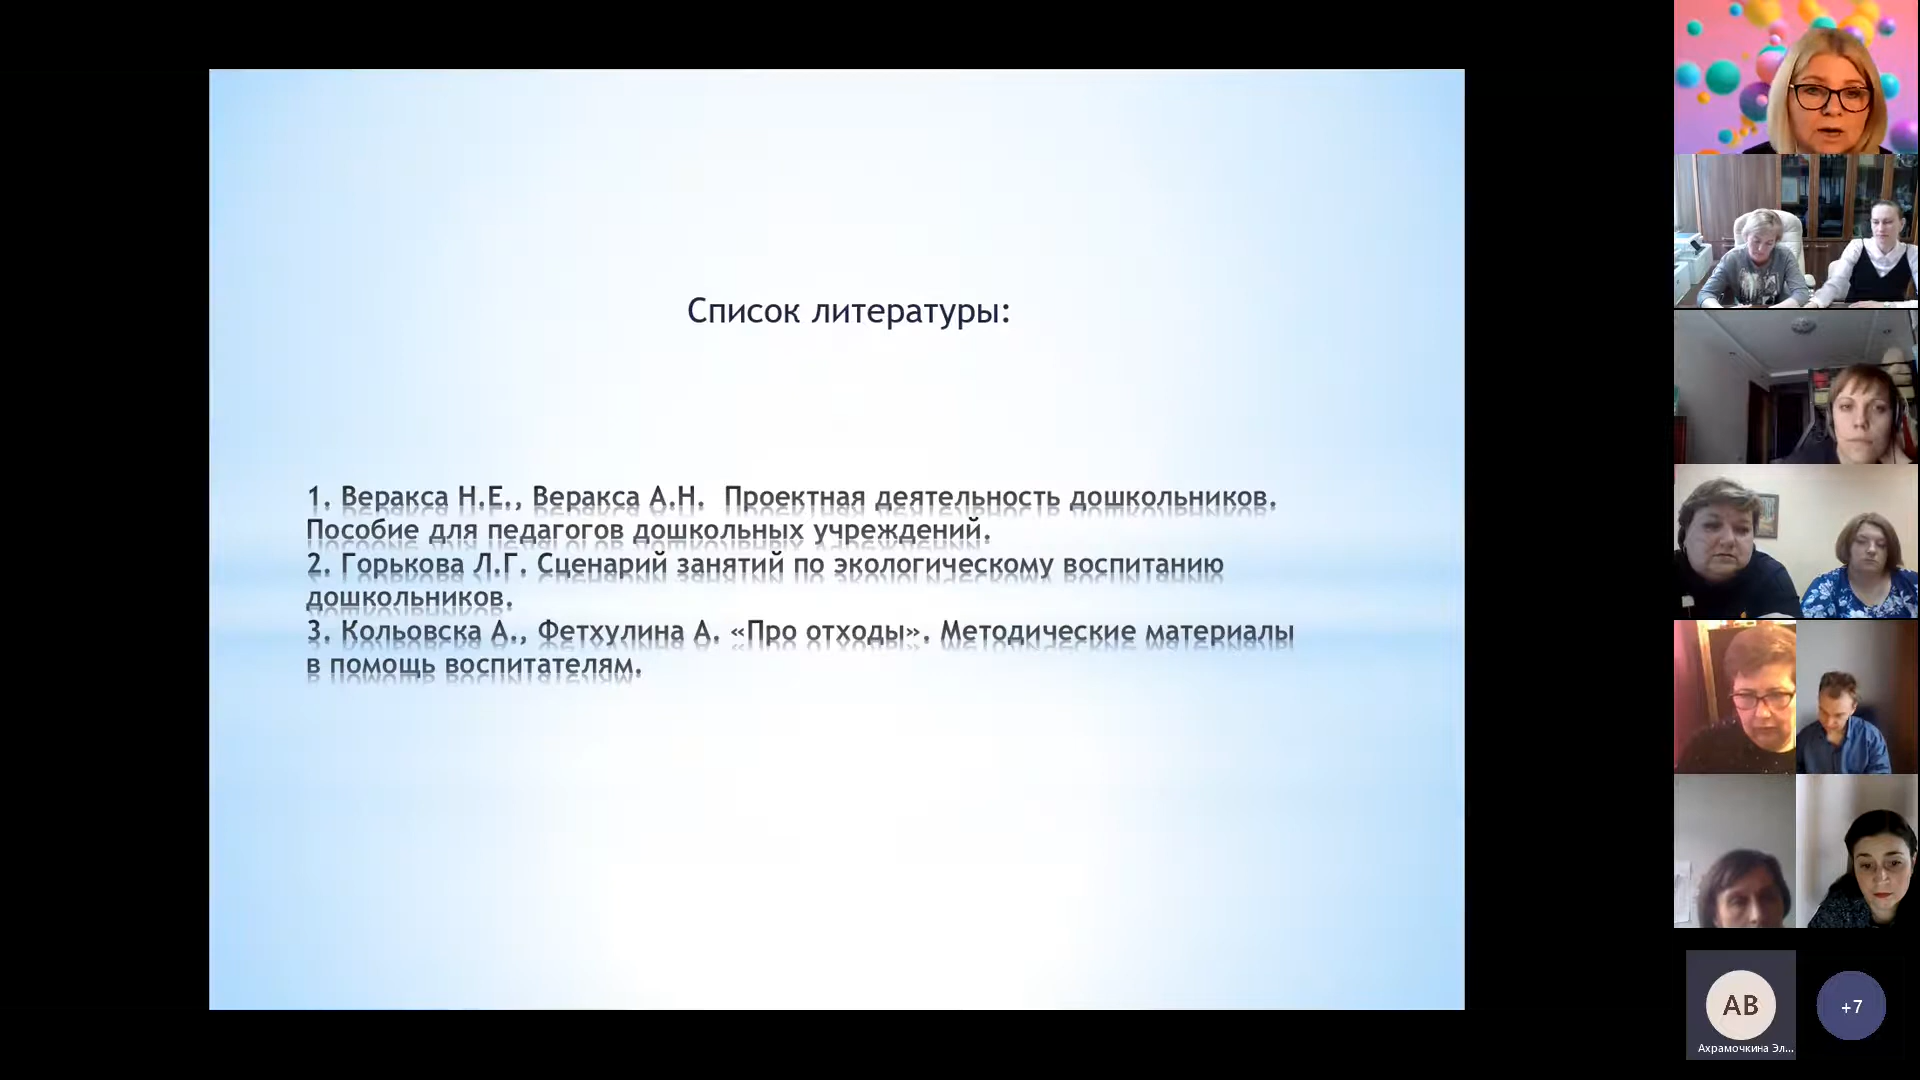 Список литературы:
1. Веракса Н.Е., Веракса А.Н. Проектная деятельность дошкольников.
Пособие для педагогов дошкольных учреждений.
2. Горькова Л.Г. Сценарий занятий по экологическому воспитанию
дошкольников.
3. Кольовска А., Фетхулина А. «Про отходы». Методические материалы
в помощь воспитателям.
АВ
+7
Ахрамочкина Эл...